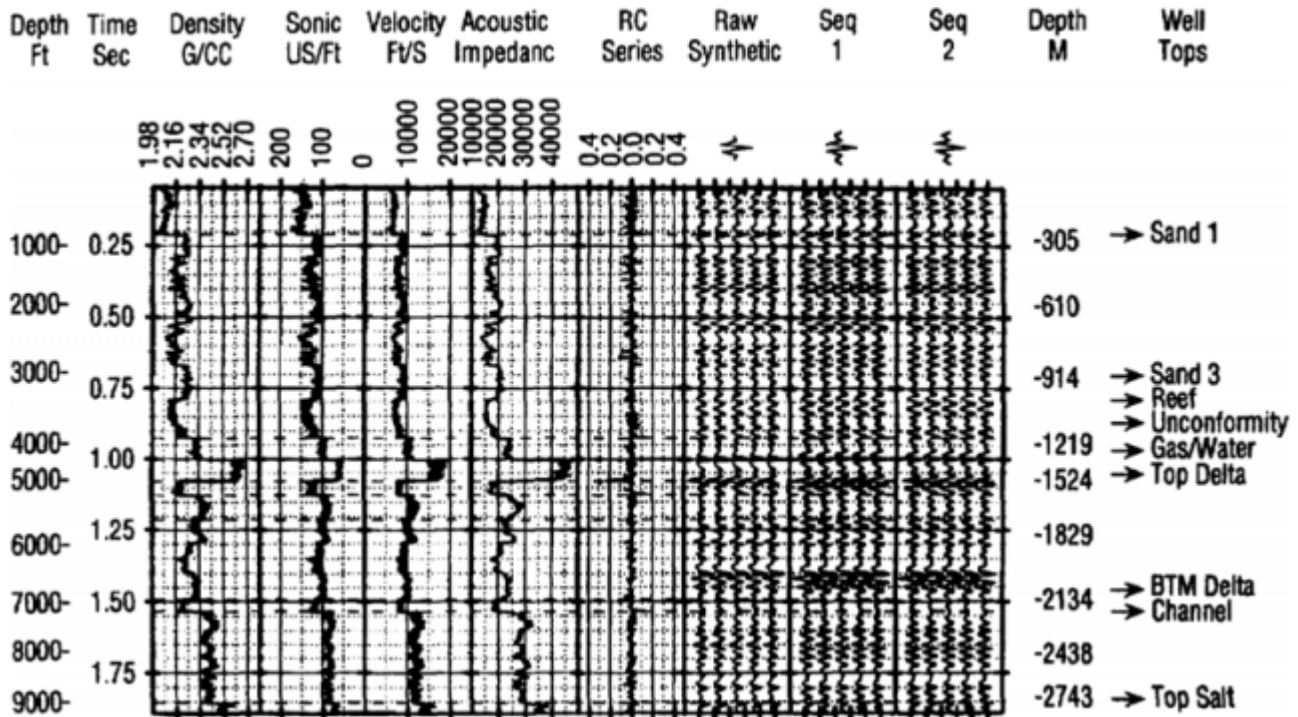 Depth Time Density Sonic Velocity Acoustic RC Raw Seq Seq Depth Well
Ft Sec G/CC US/Ft Ft/S Impedanc Series Synthetic 1 2 M Tops
1.98 2.16 2.34 2.52 2.70 200 100 0 10000 20000 10000 20000 30000 40000 0.4 0.2 0.0 0.2 0.4
1000- 0.25 -305 Sand 1
2000- 0.50 -610
3000- 0.75 -914 Sand 3
Reef
Unconformity
4000- 1.00 -1219 Gas/Water
5000- -1524 Top Delta
6000- 1.25 -1829
BTM Delta
7000- 1.50 -2134 Channel
8000- 1.75 -2438
9000- -2743 Top Salt